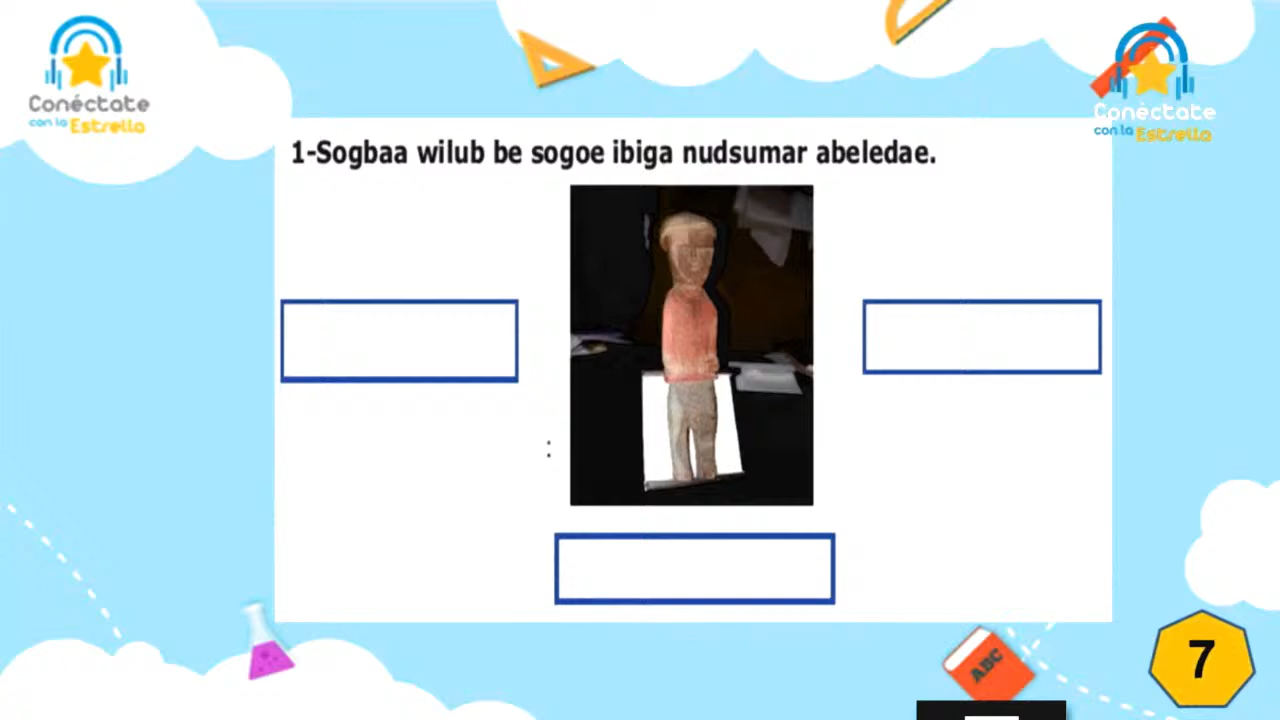 Conéctate
con la Estrella
Conéctate
con la Estrella
1-Sogbaa wilub be sogoe ibiga nudsumar abeledae.
:
ABC
7